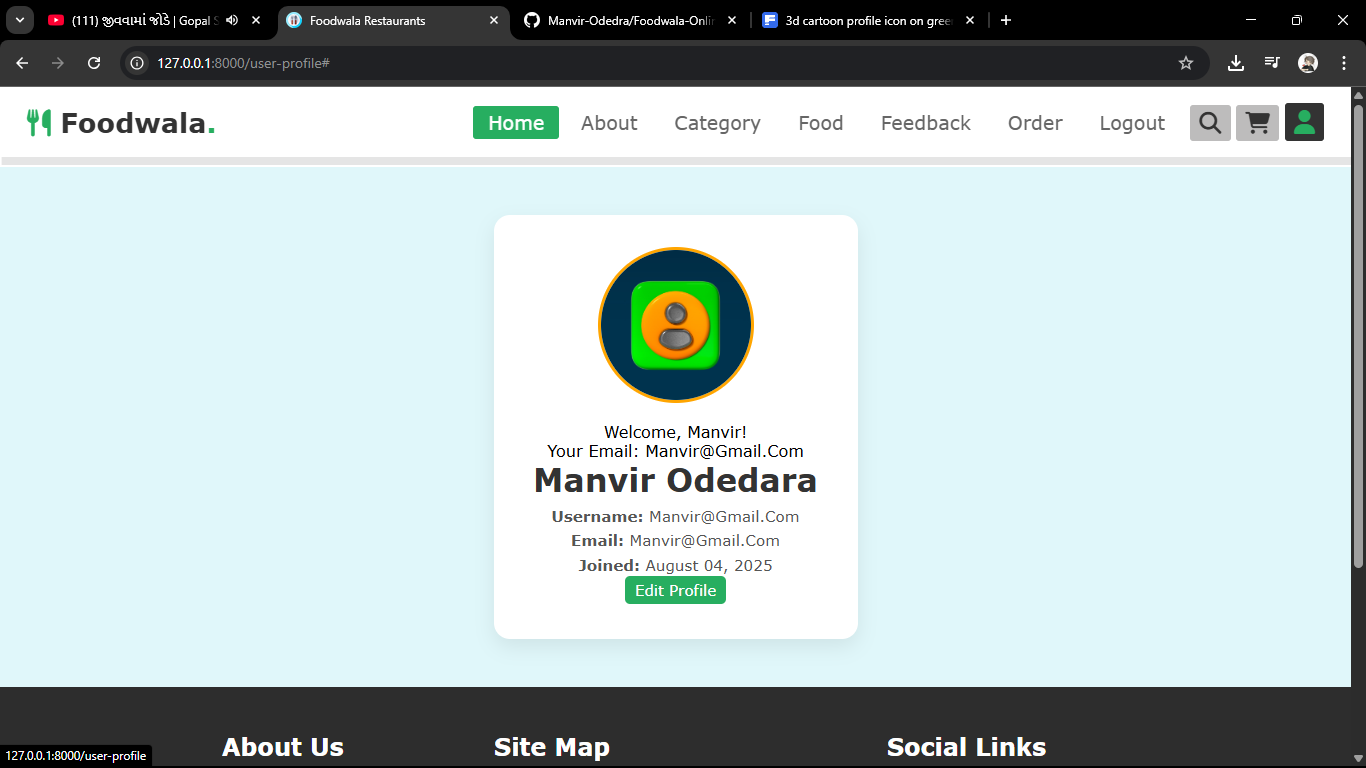 (111) જીવવામાં જોડે | Gopal S
Foodwala Restaurants
Manvir-Odedra/Foodwala-Onlin
3d cartoon profile icon on green
127.0.0.1:8000/user-profile#
Foodwala.
Home
About
Category
Food
Feedback
Order
Logout
Welcome, Manvir!
Your Email: Manvir@Gmail.Com
Manvir Odedara
Username: Manvir@Gmail.Com
Email: Manvir@Gmail.Com
Joined: August 04, 2025
Edit Profile
About Us
Site Map
Social Links
127.0.0.1:8000/user-profile